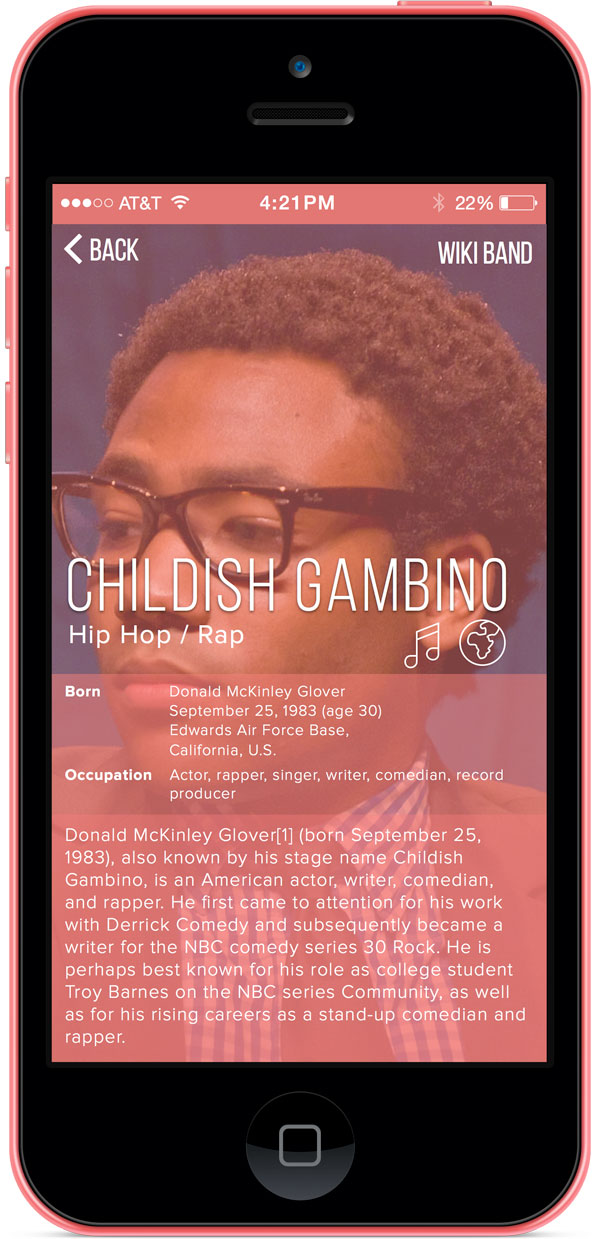 AT&T 4:21PM 22%
BACK WIKI BAND
CHILDISH GAMBINO
Hip Hop / Rap
Born Donald McKinley Glover
September 25, 1983 (age 30)
Edwards Air Force Base,
California, U.S.
Occupation Actor, rapper, singer, writer, comedian, record
producer
Donald McKinley Glover[1] (born September 25,
1983), also known by his stage name Childish
Gambino, is an American actor, writer, comedian,
and rapper. He first came to attention for his work
with Derrick Comedy and subsequently became a
writer for the NBC comedy series 30 Rock. He is
perhaps best known for his role as college student
Troy Barnes on the NBC series Community, as well
as for his rising careers as a stand-up comedian and
rapper.